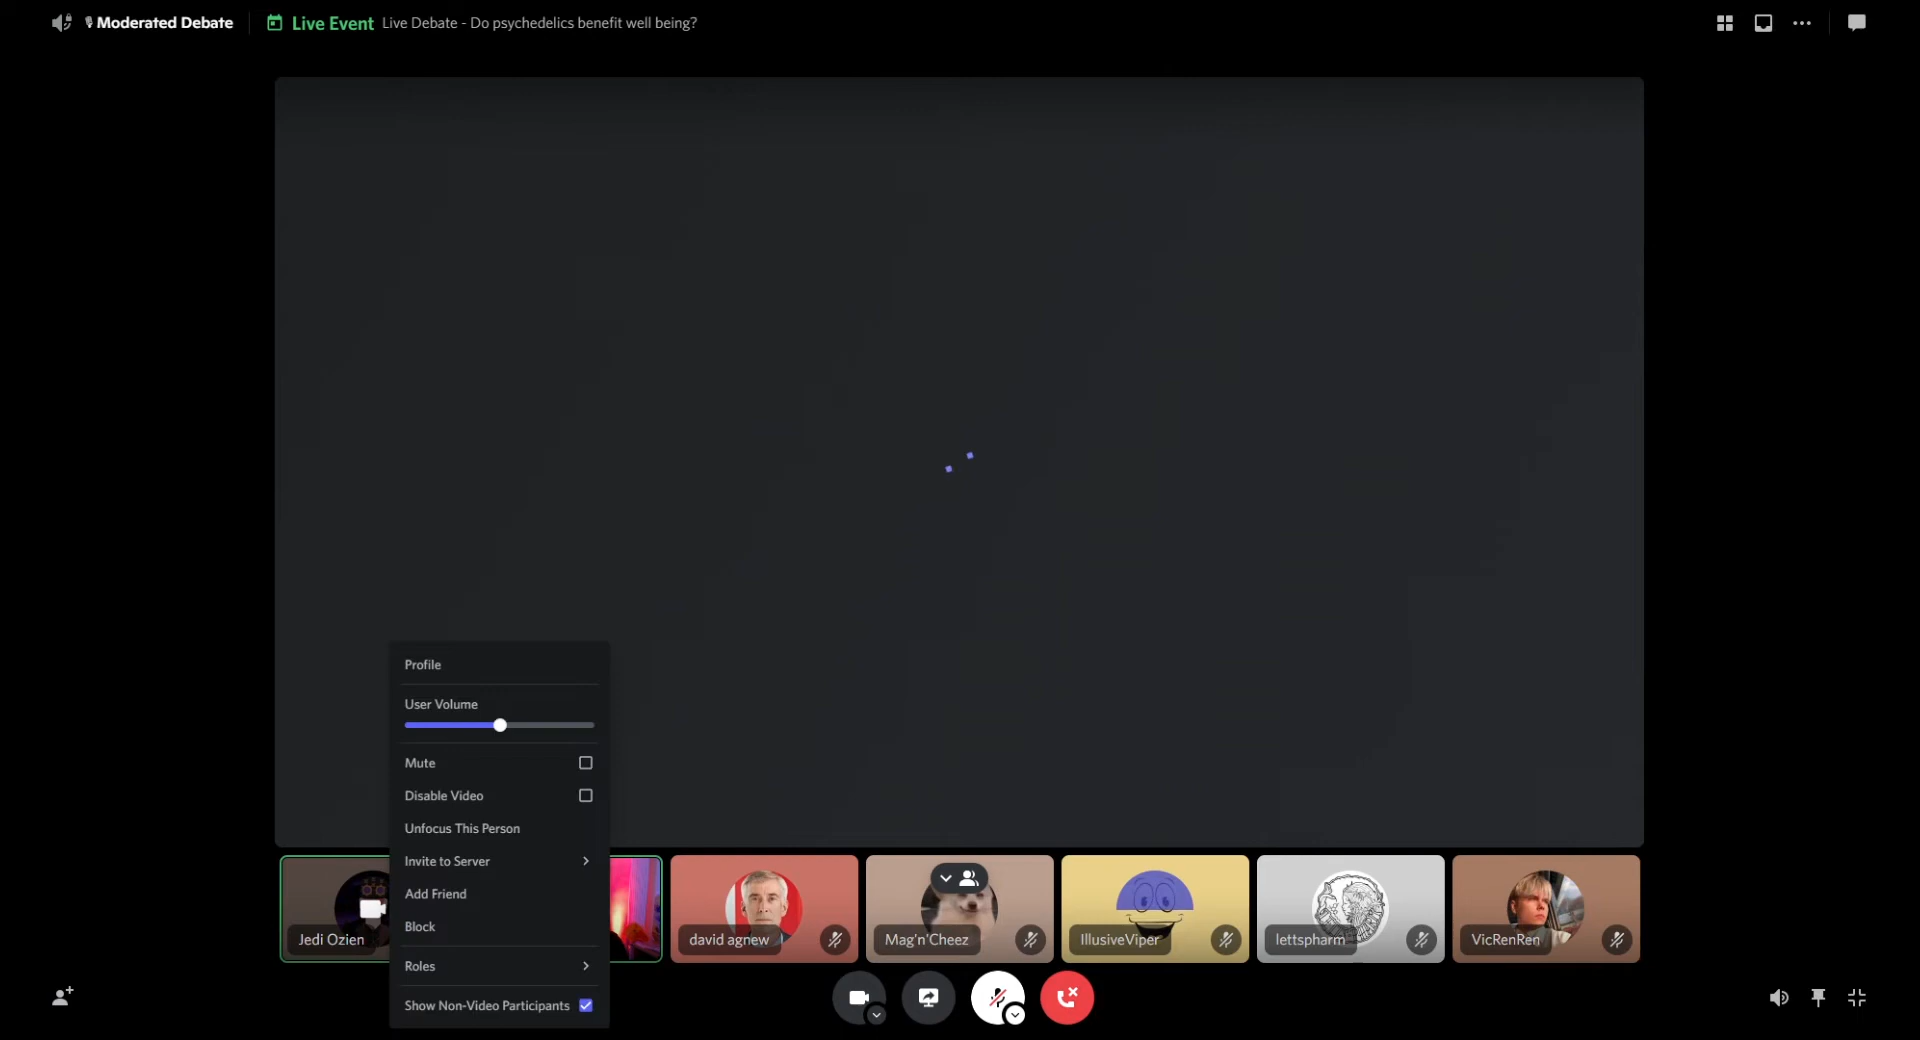 Moderated Debate
Live Event Live Debate - Do psychedelics benefit well being?
Profile
User Volume
Mute
Disable Video
Unfocus This Person
Invite to Server
Add Friend
Block
Roles
Show Non-Video Participants
Jedi Ozien
david agnew
Mag'n'Cheez
IllusiveViper
lettspharm
VicRenRen